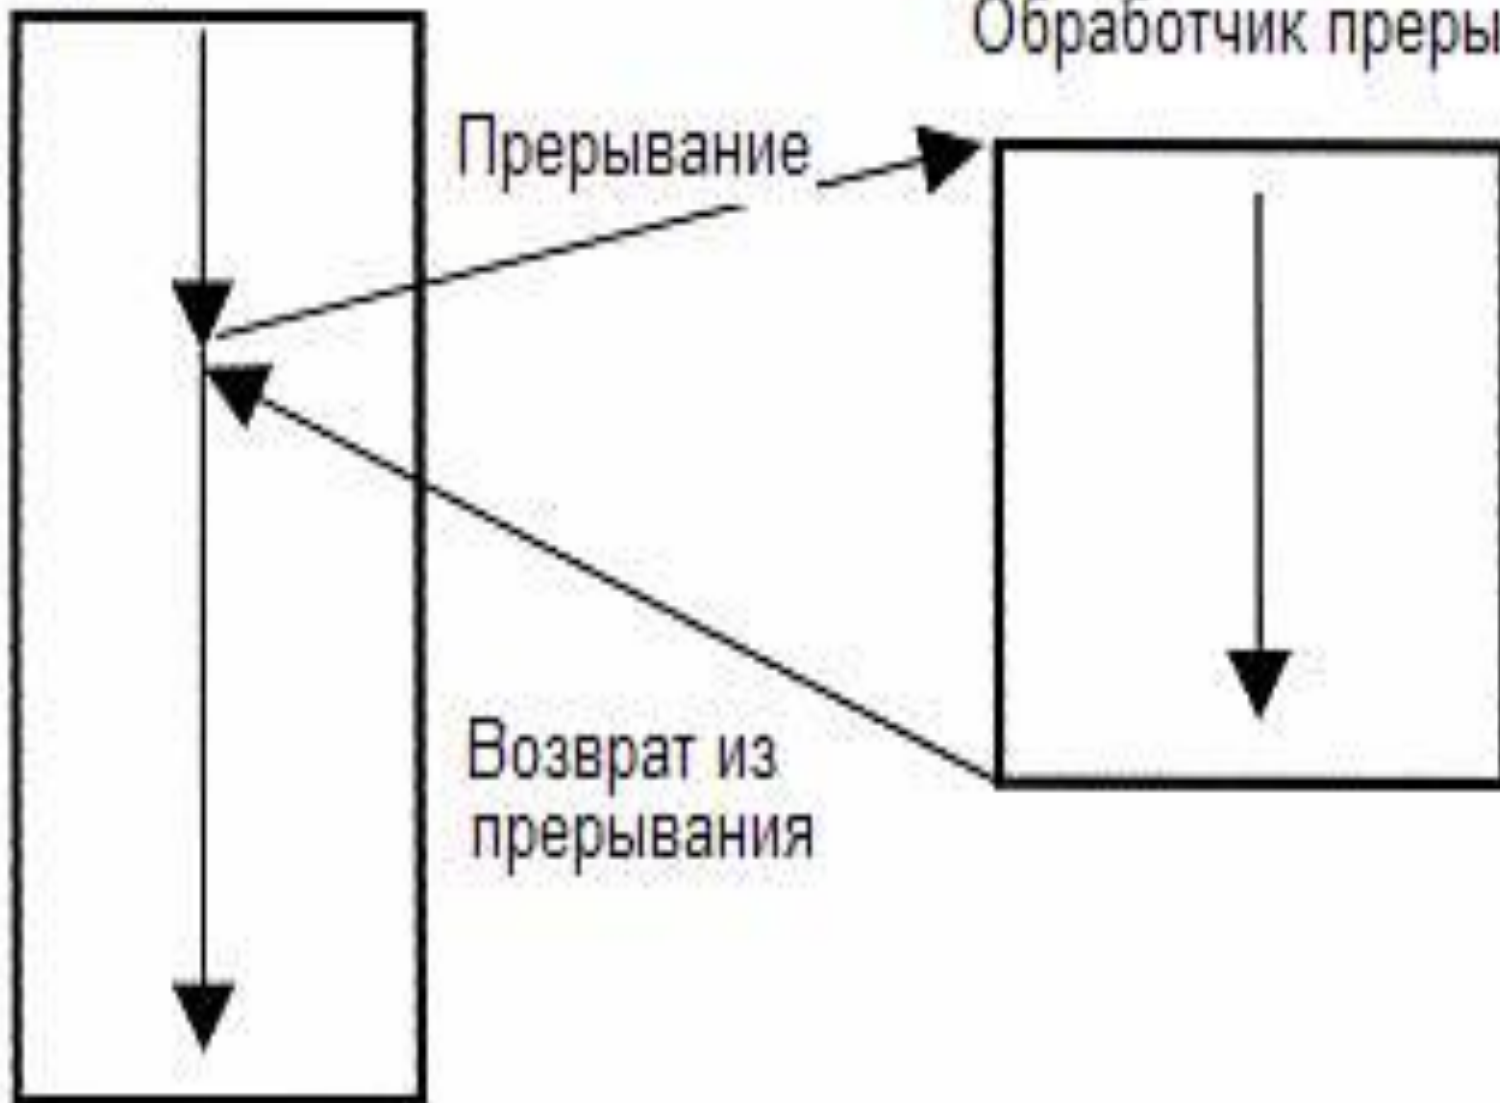 Обработчик преры
Прерывание
Возврат из
прерывания